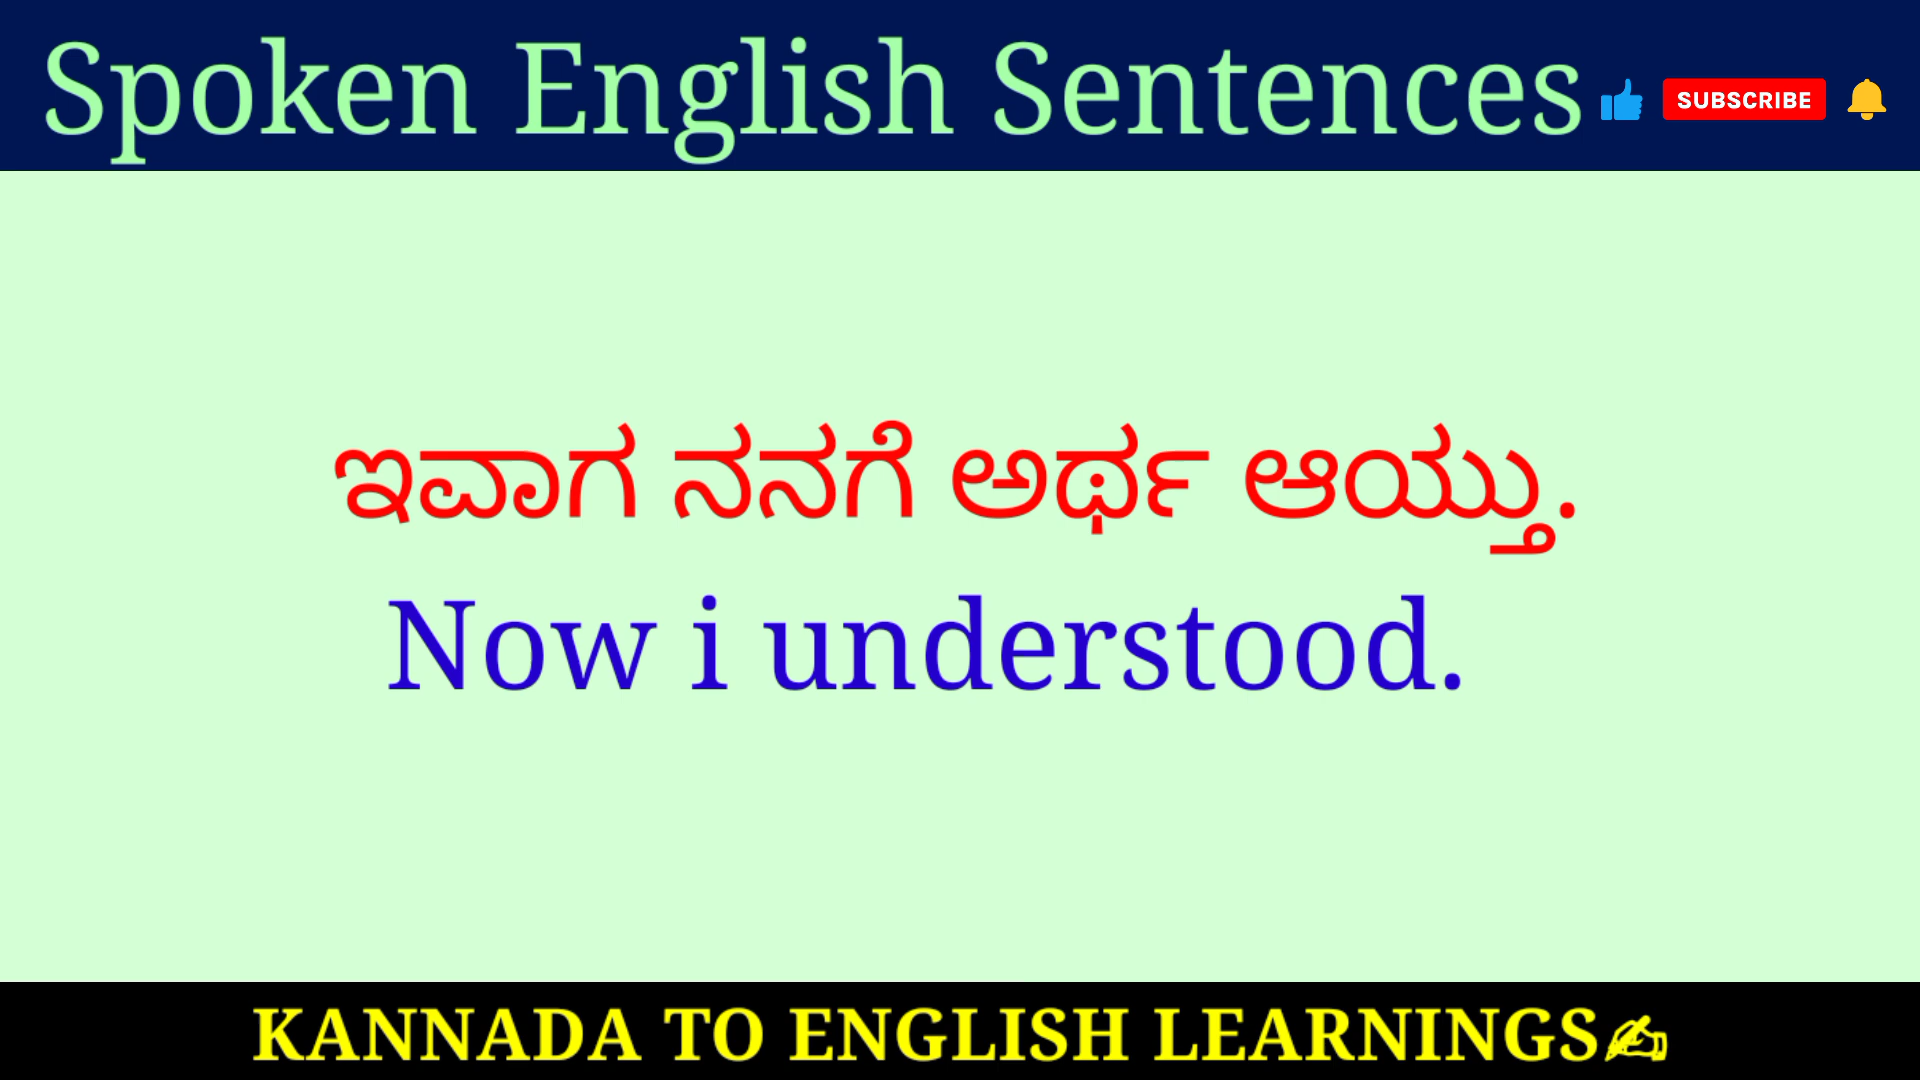 Spoken English Sentences
SUBSCRIBE
ಇವಾಗ ನನಗೆ ಅರ್ಥ ಆಯ್ತು.
Now i understood.
KANNADA TO ENGLISH LEARNINGS✍